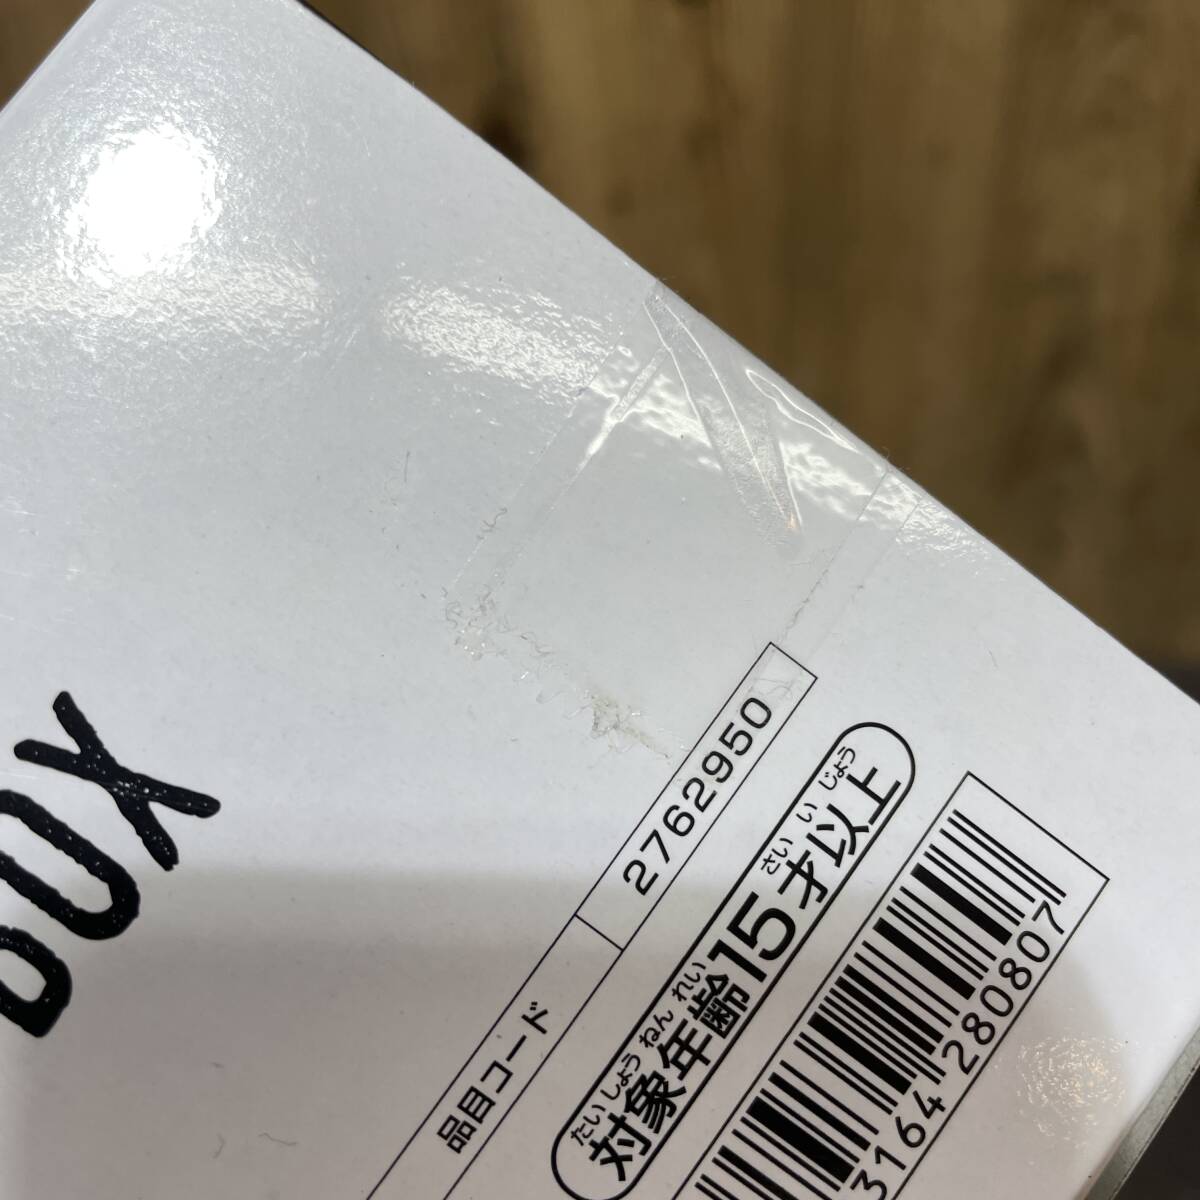 BOX
品目コード 2762950
たい しょう ねん れい さい い じょう
対象年齢15才以上
3164 280807